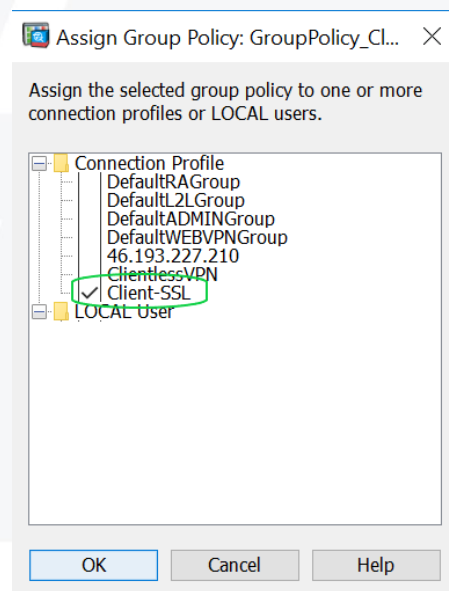 Assign Group Policy: GroupPolicy_Cl...
Assign the selected group policy to one or more
connection profiles or LOCAL users.
Connection Profile
DefaultRAGroup
DefaultL2LGroup
DefaultADMINGroup
DefaultWEBVPNGroup
46.193.227.210
ClientlessVPN
Client-SSL
LOCAL User
OK Cancel Help